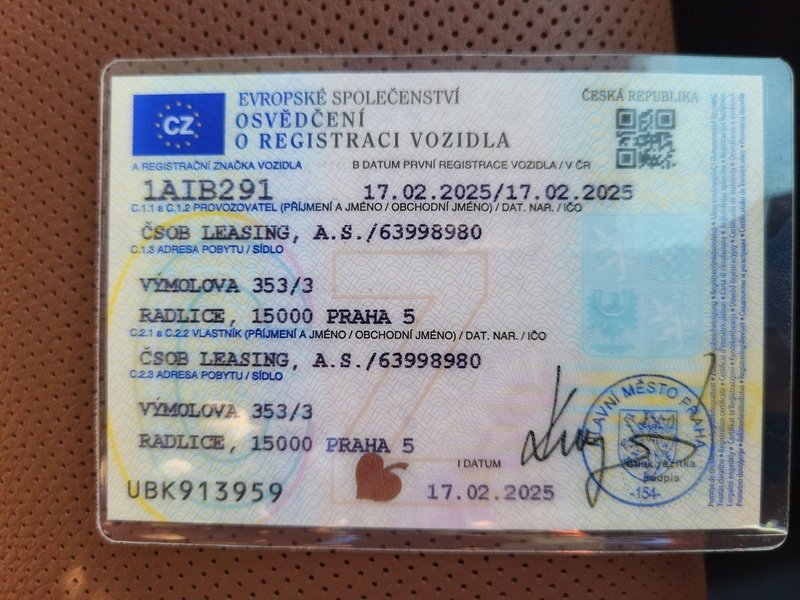 CZ
EVROPSKÉ SPOLEČENSTVÍ
ČESKÁ REPUBLIKA
OSVĚDČENÍ
O REGISTRACI VOZIDLA
A REGISTRAČNÍ ZNAČKA VOZIDLA
B DATUM PRVNÍ REGISTRACE VOZIDLA / V ČR
1AIB291
17.02.2025/17.02.2025
C.1.1 a C.1.2 PROVOZOVATEL (PŘÍJMENÍ A JMÉNO / OBCHODNÍ JMÉNO) / DAT. NAR. / IČO
ČSOB LEASING, A.S./63998980
C.1.3 ADRESA POBYTU / SÍDLO
VÝMOLOVA 353/3
RADLICE, 15000 PRAHA 5
C.2.1 a C.2.2 VLASTNÍK (PŘÍJMENÍ A JMÉNO / OBCHODNÍ JMÉNO) / DAT. NAR. / IČO
ČSOB LEASING, A.S./63998980
C.2.3 ADRESA POBYTU / SÍDLO
VÝMOLOVA 353/3
RADLICE, 15000 PRAHA 5
I DATUM
UBK913959
17.02.2025
HLAVNÍ MĚSTO PRAHA
otisk razítka
podpis
-154-